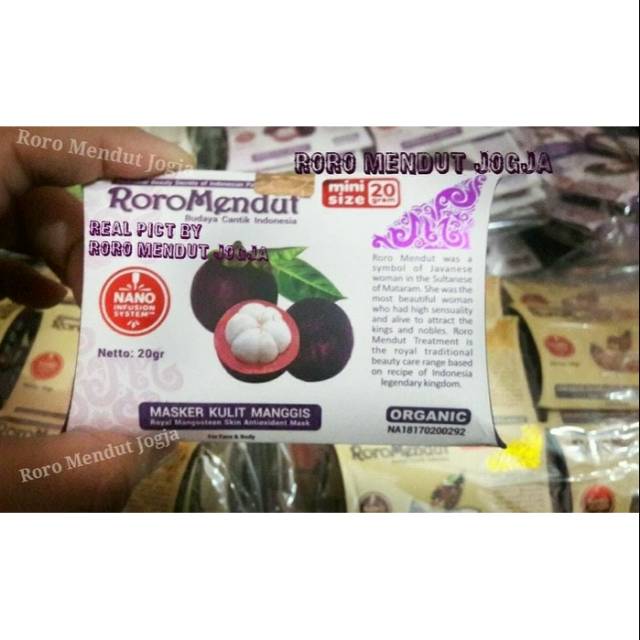 Roro Mendut Jogja
RORO MENDUT JOGJA
RoroMendut
Budaya Cantik Indonesia
mini size 20 gram
REAL PICT BY
RORO MENDUT JOGJA
NANO
INFUSION
SYSTEM™
Netto: 20gr
Roro Mendut was a
symbol of Javanese
woman in the Sultanese
of Mataram. She was the
most beautiful woman
who had high sensuality
and alive to attract the
kings and nobles. Roro
Mendut Treatment is
the royal traditional
beauty care range based
on recipe of Indonesia
legendary kingdom.
MASKER KULIT MANGGIS
Royal Mangosteen Skin Antioxidant Mask
For Face & Body
ORGANIC
NA18170200292
Roro Mendut Jogja
RoroMendut